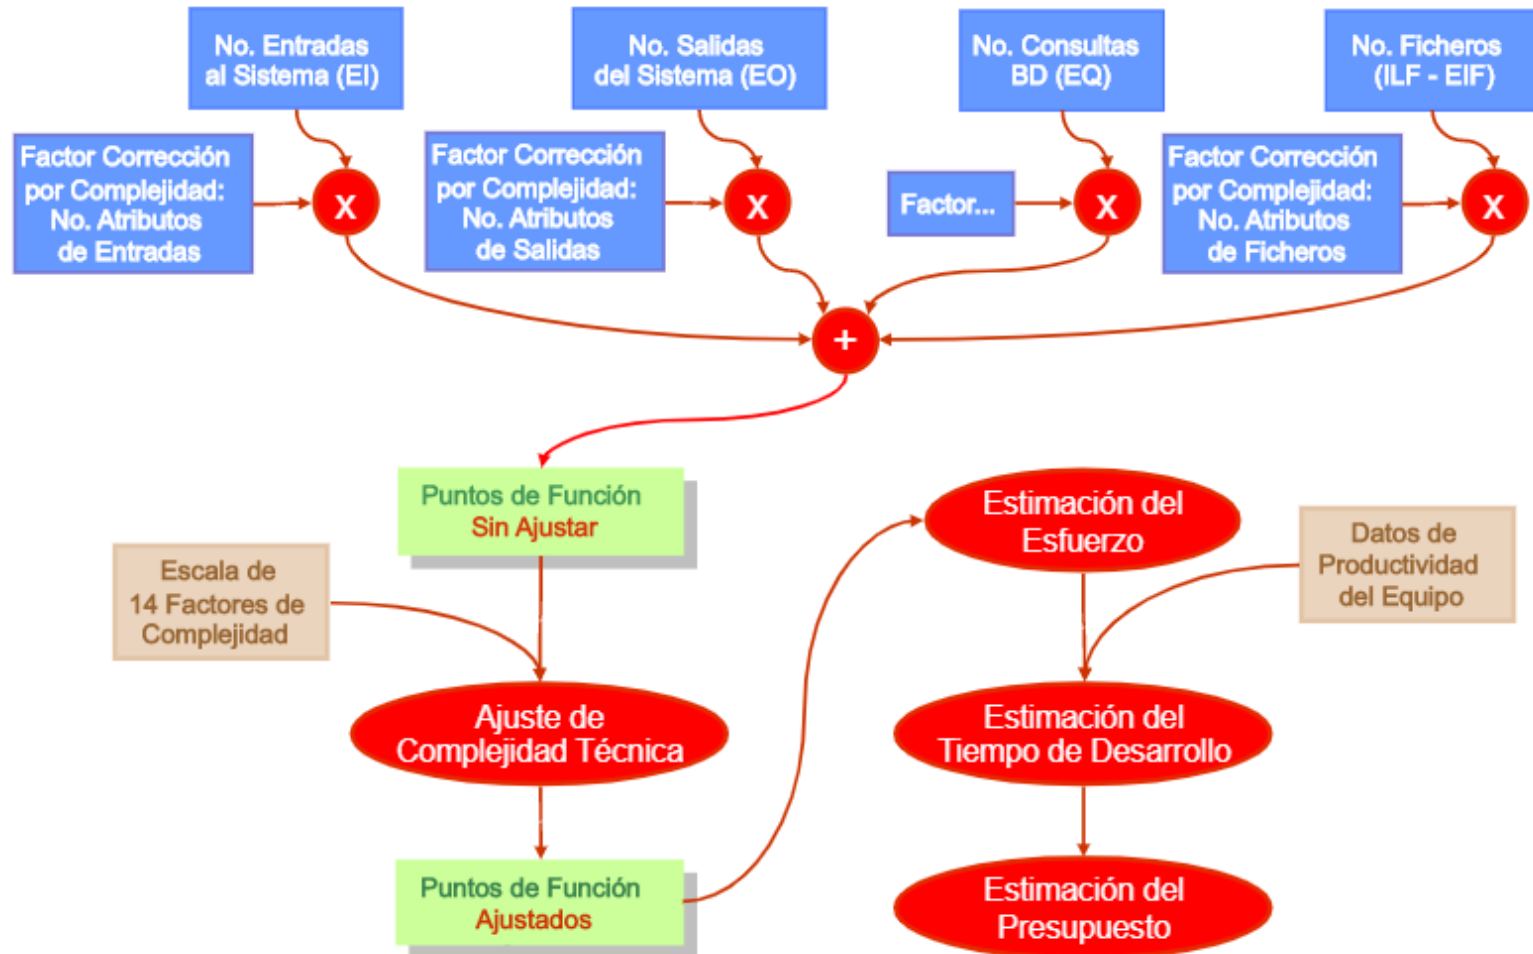 No. Entradas
al Sistema (EI)
No. Salidas
del Sistema (EO)
No. Consultas
BD (EQ)
No. Ficheros
(ILF - EIF)
Factor Corrección
por Complejidad:
No. Atributos
de Entradas
X
Factor Corrección
por Complejidad:
No. Atributos
de Salidas
X
Factor...
X
Factor Corrección
por Complejidad:
No. Atributos
de Ficheros
X
+
Puntos de Función
Sin Ajustar
Estimación del
Esfuerzo
Datos de
Productividad
del Equipo
Escala de
14 Factores de
Complejidad
Ajuste de
Complejidad Técnica
Estimación del
Tiempo de Desarrollo
Puntos de Función
Ajustados
Estimación del
Presupuesto